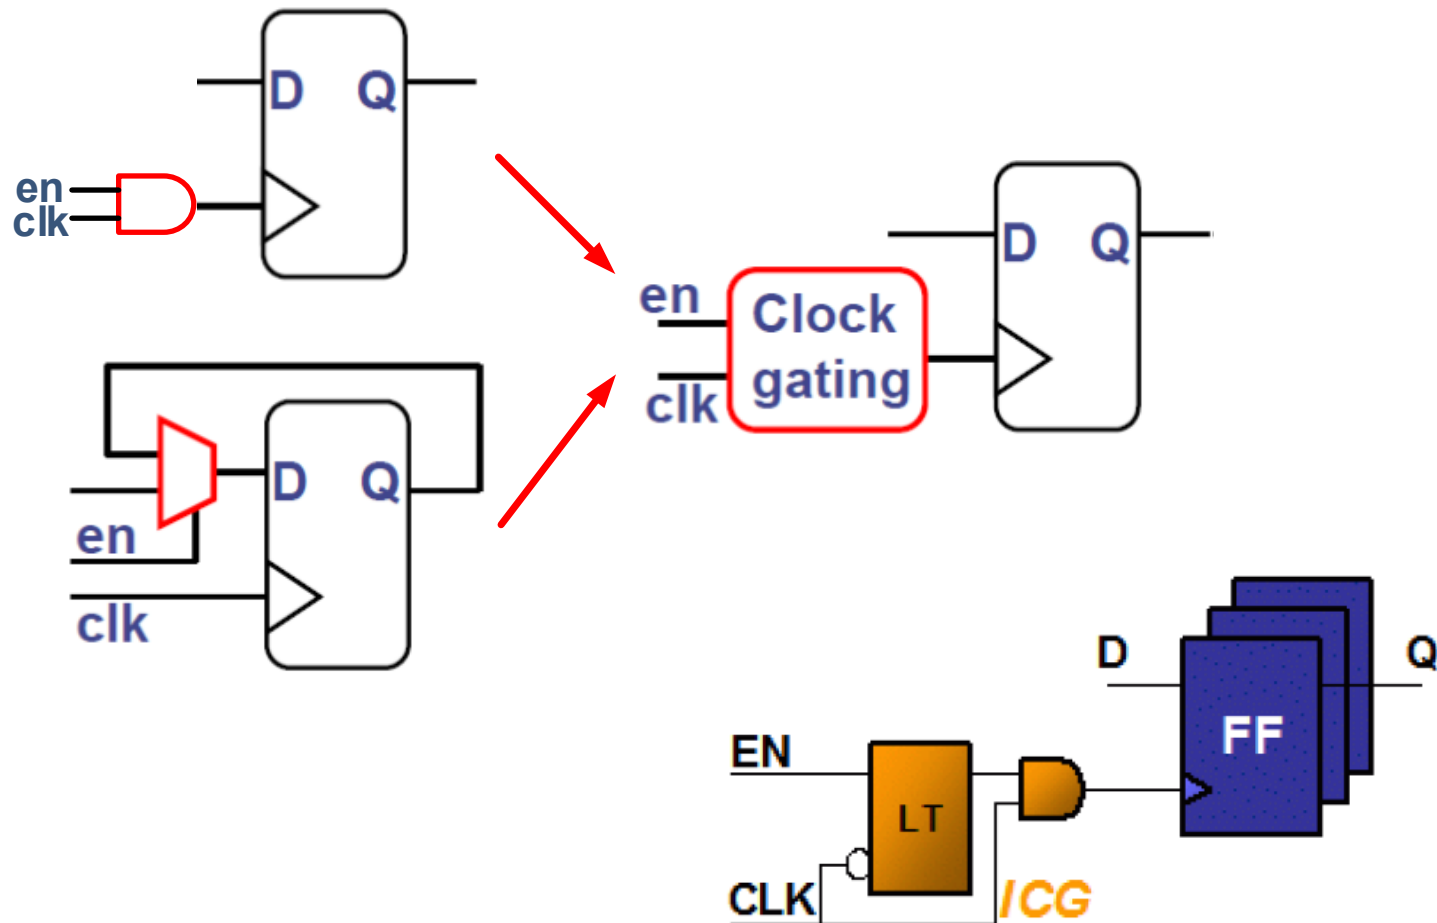 D Q
en
clk
D Q
en
clk
en
clk
Clock
gating
D Q
D Q
FF
EN
LT
CLK
ICG